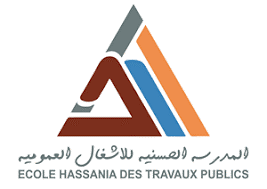 المدرسة الحسنية للأشغال العمومية
ECOLE HASSANIA DES TRAVAUX PUBLICS